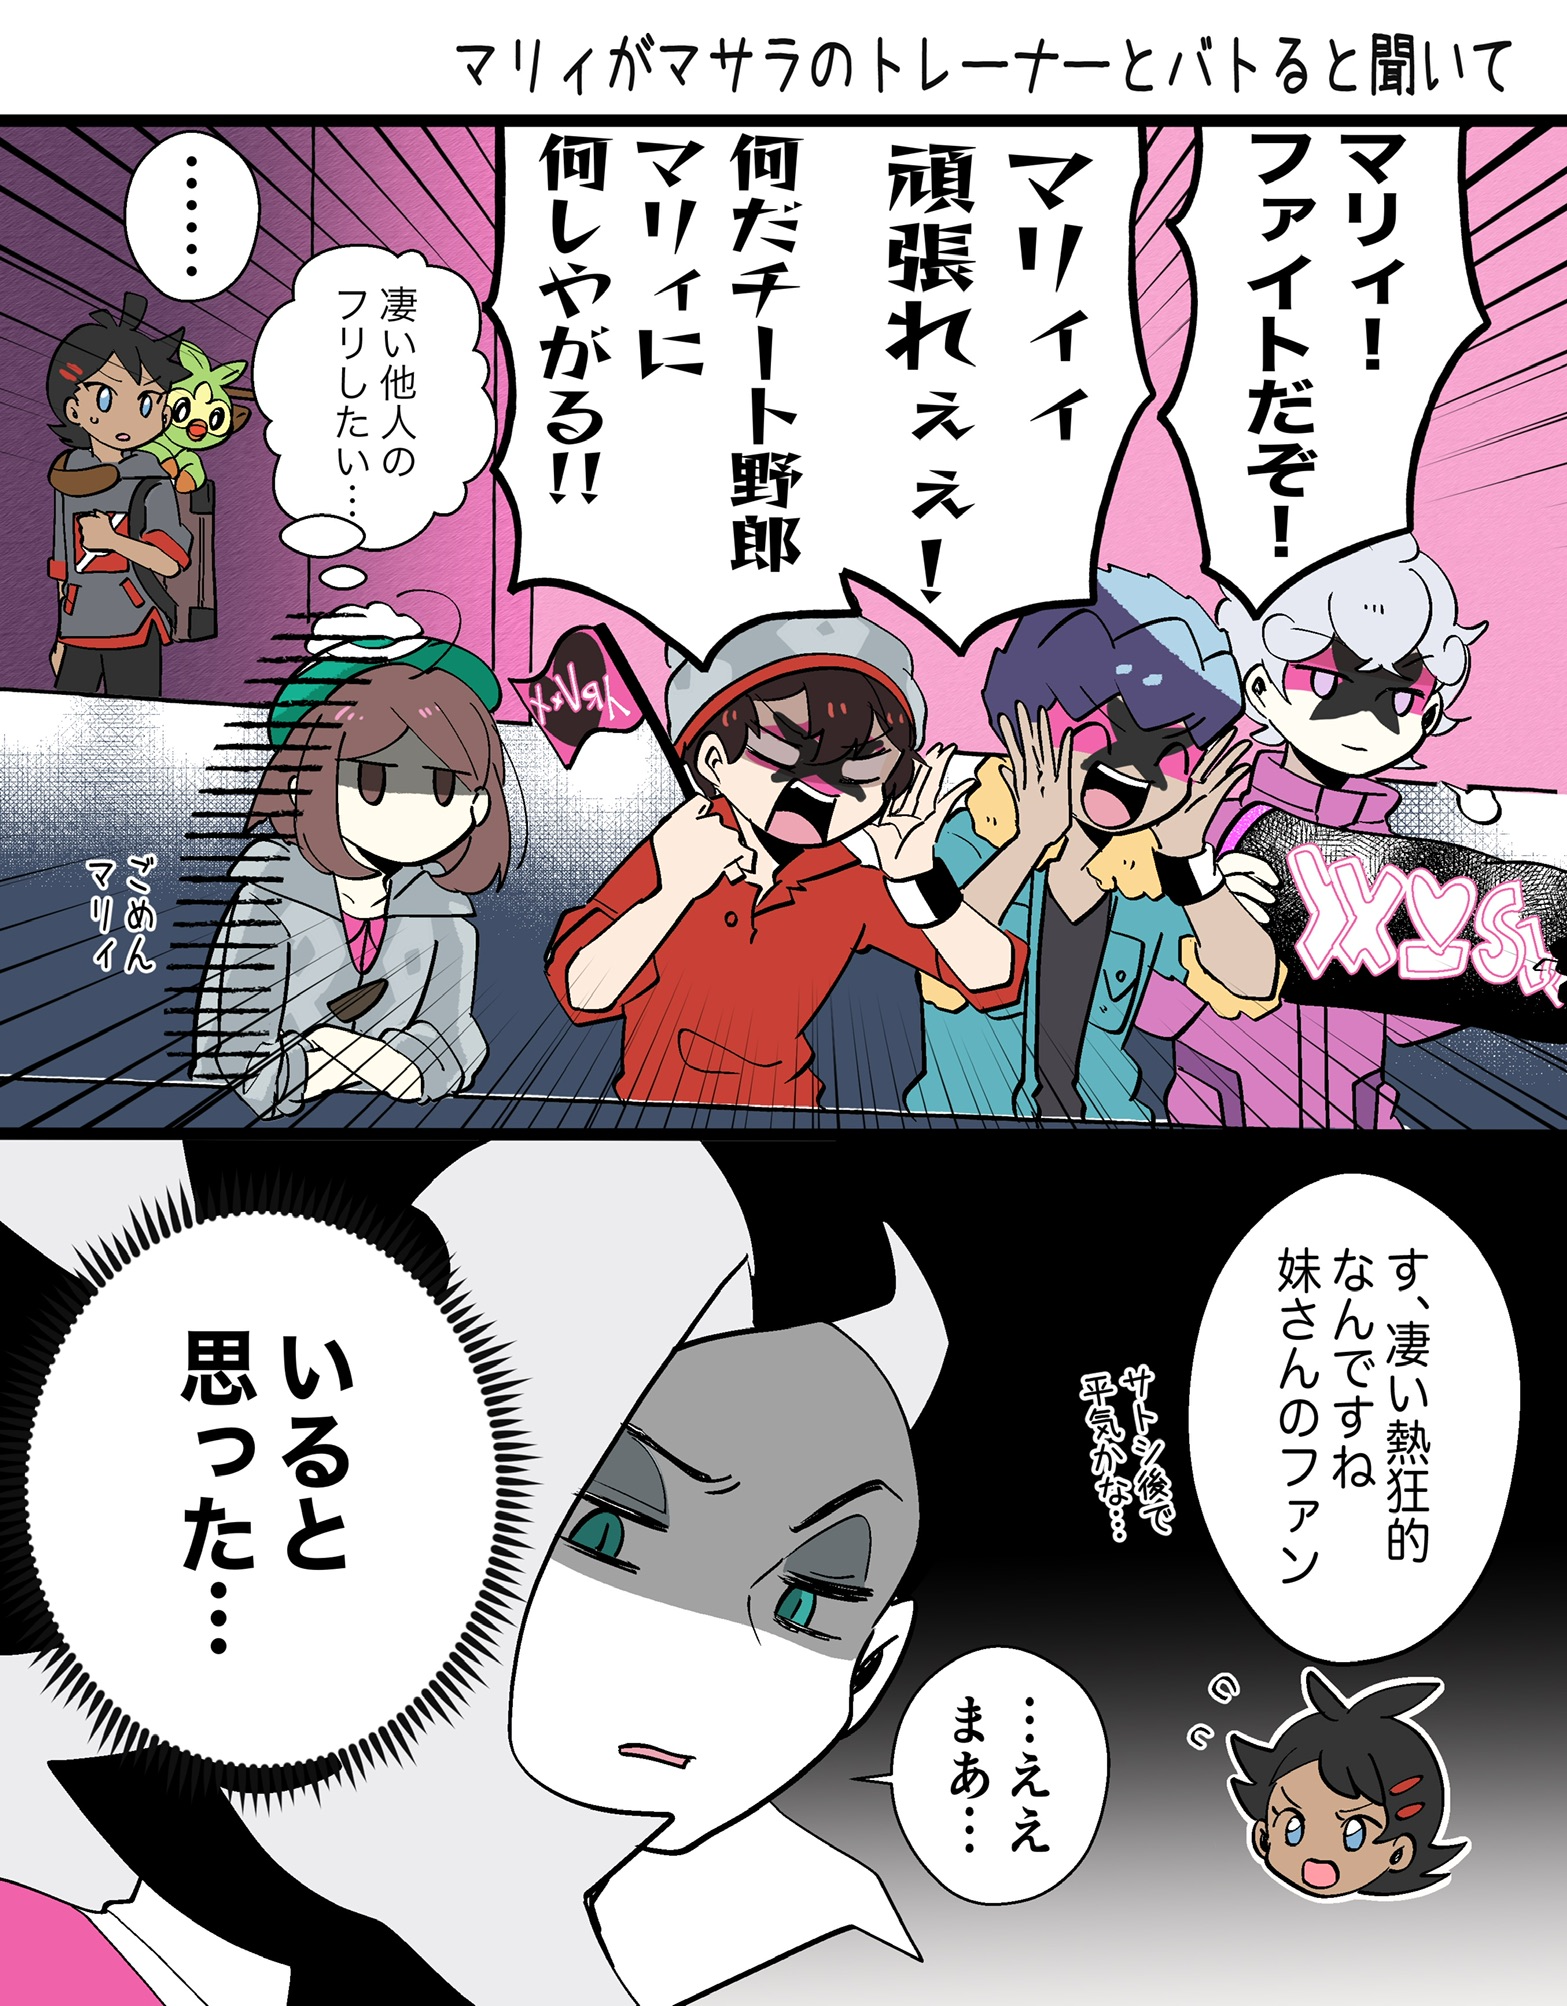 マリィがマサラのトレーナーとバトると聞いて
マリィ!
ファイトだぞ!
マリィィ
頑張れぇぇ!
何だチート野郎
マリィに
何しやがる!!
凄い他人の
フリしたい…
……
ごめん
マリィ
す、凄い熱狂的
なんですね
妹さんのファン
サトシ後で
平気かな…
…ええ
まあ…
いると
思った…